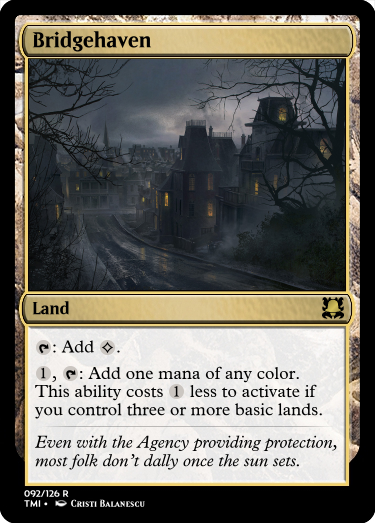 Bridgehaven
Land
: Add .
1, : Add one mana of any color.
This ability costs 1 less to activate if
you control three or more basic lands.
Even with the Agency providing protection,
most folk don't dally once the sun sets.
092/126 R
TMI • Cristi Balanescu